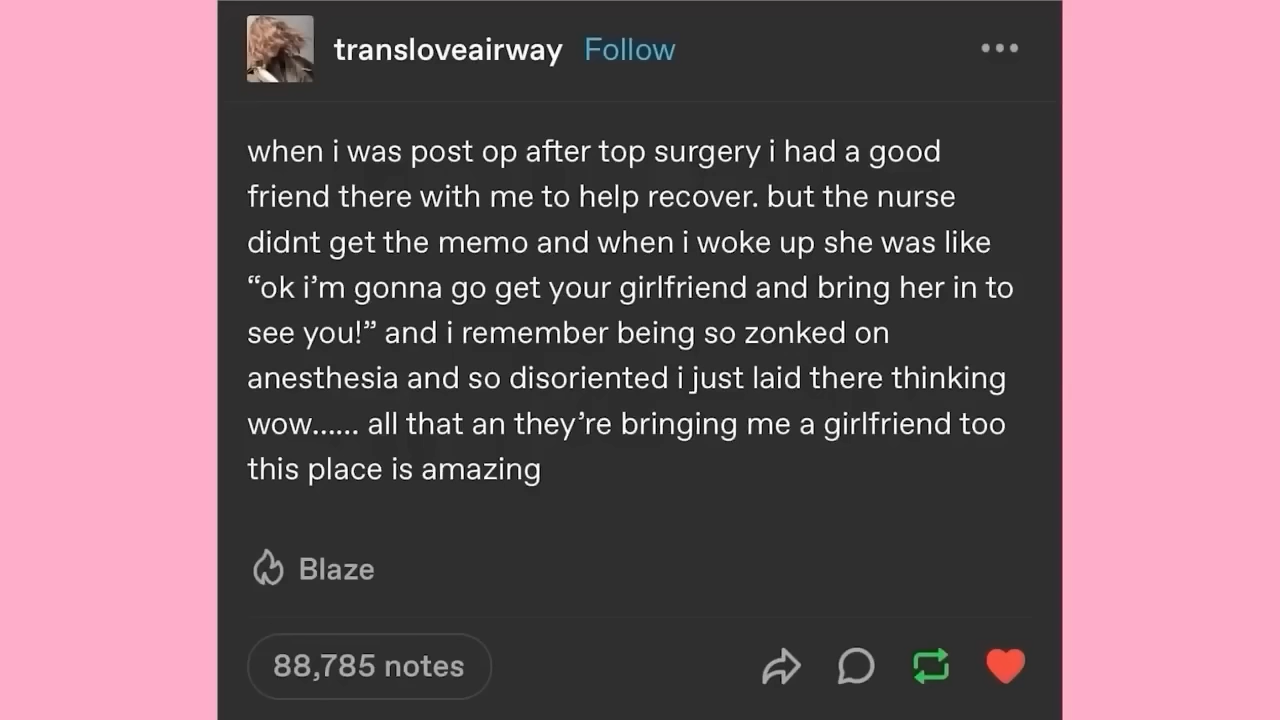 transloveairway Follow
when i was post op after top surgery i had a good
friend there with me to help recover. but the nurse
didnt get the memo and when i woke up she was like
“ok i’m gonna go get your girlfriend and bring her in to
see you!” and i remember being so zonked on
anesthesia and so disoriented i just laid there thinking
wow...... all that an they’re bringing me a girlfriend too
this place is amazing
Blaze
88,785 notes